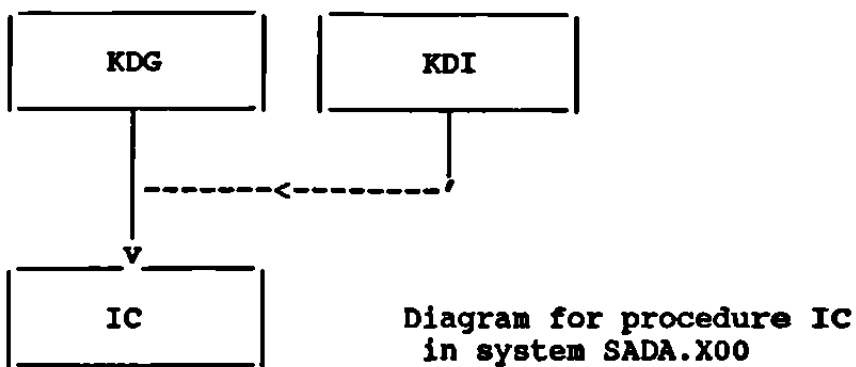 KDG KDI
IC
Diagram for procedure IC
in system SADA.X00